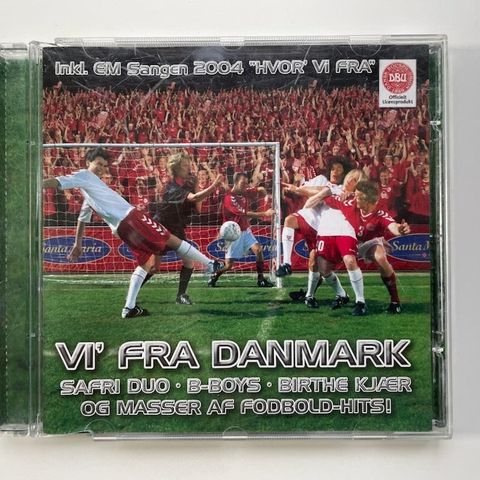 Inkl. EM Sangen 2004 "HVOR' Vi FRA"
DBU
Officielt
Licensprodukt
Santa Maria
Santa Maria
Santa
VI' FRA DANMARK
SAFRI DUO · B-BOYS · BIRTHE KJÆR
OG MASSER AF FODBOLD-HITS!